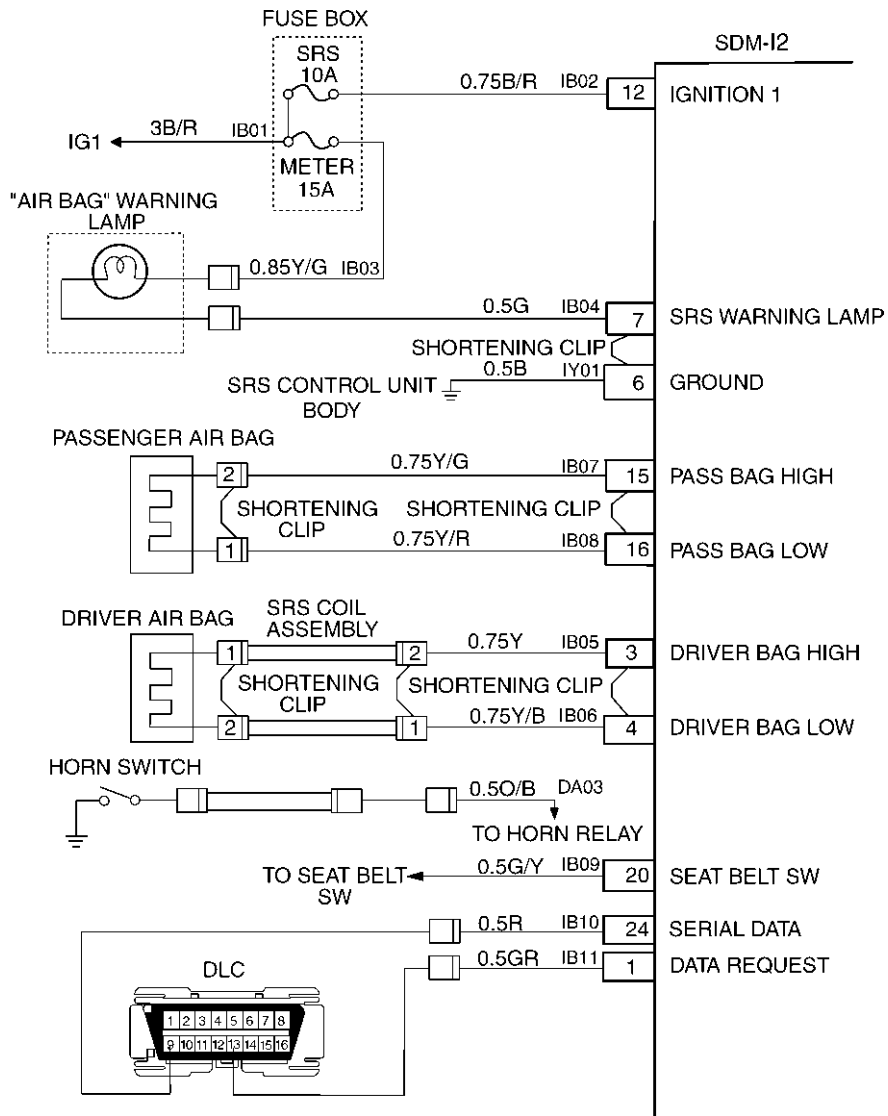 FUSE BOX
SDM-I2
SRS
10A
0.75B/R
IB02
12
IGNITION 1
IG1
3B/R
IB01
METER
15A
"AIR BAG" WARNING
LAMP
0.85Y/G
IB03
0.5G
IB04
7
SRS WARNING LAMP
SHORTENING CLIP
0.5B
IY01
SRS CONTROL UNIT
BODY
6
GROUND
PASSENGER AIR BAG
2
0.75Y/G
IB07
15
PASS BAG HIGH
SHORTENING
CLIP
SHORTENING CLIP
1
0.75Y/R
IB08
16
PASS BAG LOW
DRIVER AIR BAG
SRS COIL
ASSEMBLY
1
2
0.75Y
IB05
3
DRIVER BAG HIGH
SHORTENING
CLIP
SHORTENING CLIP
2
1
0.75Y/B
IB06
4
DRIVER BAG LOW
HORN SWITCH
0.5O/B
DA03
TO HORN RELAY
TO SEAT BELT
SW
0.5G/Y
IB09
20
SEAT BELT SW
0.5R
IB10
24
SERIAL DATA
0.5GR
IB11
1
DATA REQUEST
DLC
1 2 3 4 5 6 7 8
9 10 11 12 13 14 15 16